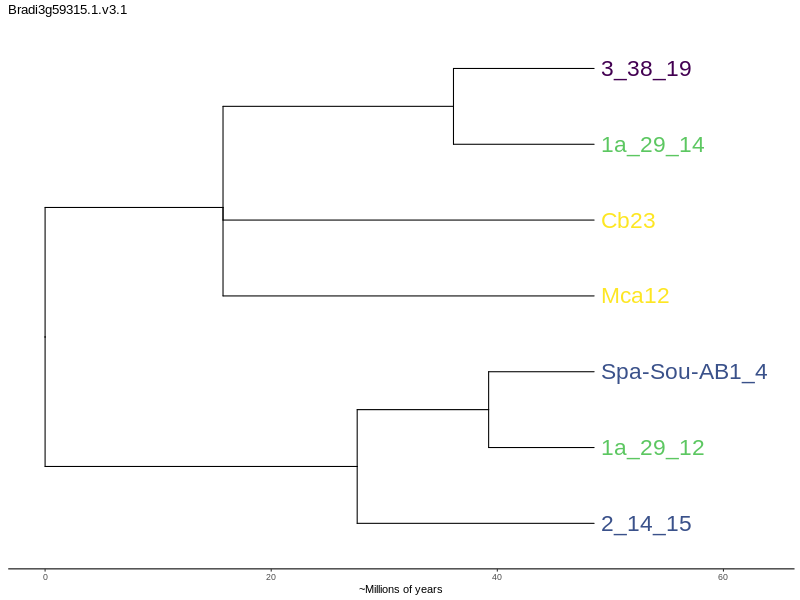 Bradi3g59315.1.v3.1
3_38_19
1a_29_14
Cb23
Mca12
Spa-Sou-AB1_4
1a_29_12
2_14_15
0 20 40 60
~Millions of years